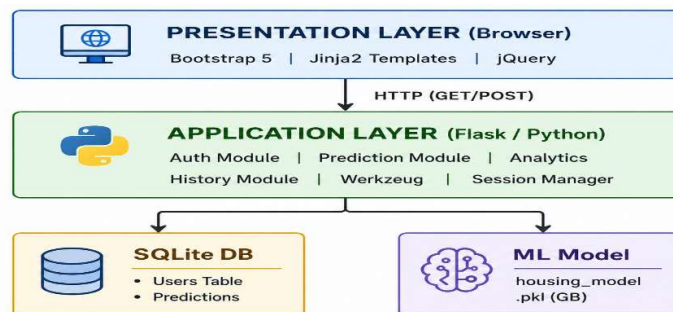 PRESENTATION LAYER (Browser)
Bootstrap 5 | Jinja2 Templates | jQuery
HTTP (GET/POST)
APPLICATION LAYER (Flask / Python)
Auth Module | Prediction Module | Analytics
History Module | Werkzeug | Session Manager
SQLite DB
• Users Table
• Predictions
ML Model
housing_model
.pkl (GB)